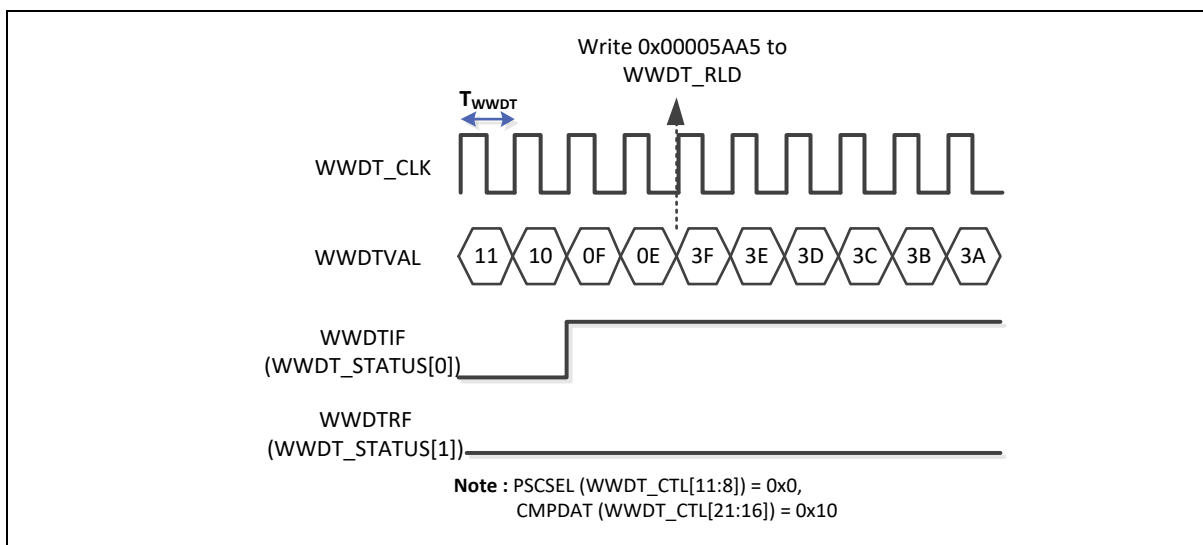 Write 0x00005AA5 to
WWDT_RLD
TWWDT
WWDT_CLK
WWDTVAL
11 10 0F 0E 3F 3E 3D 3C 3B 3A
WWDTIF
(WWDT_STATUS[0])
WWDTRF
(WWDT_STATUS[1])
Note : PSCSEL (WWDT_CTL[11:8]) = 0x0,
CMPDAT (WWDT_CTL[21:16]) = 0x10